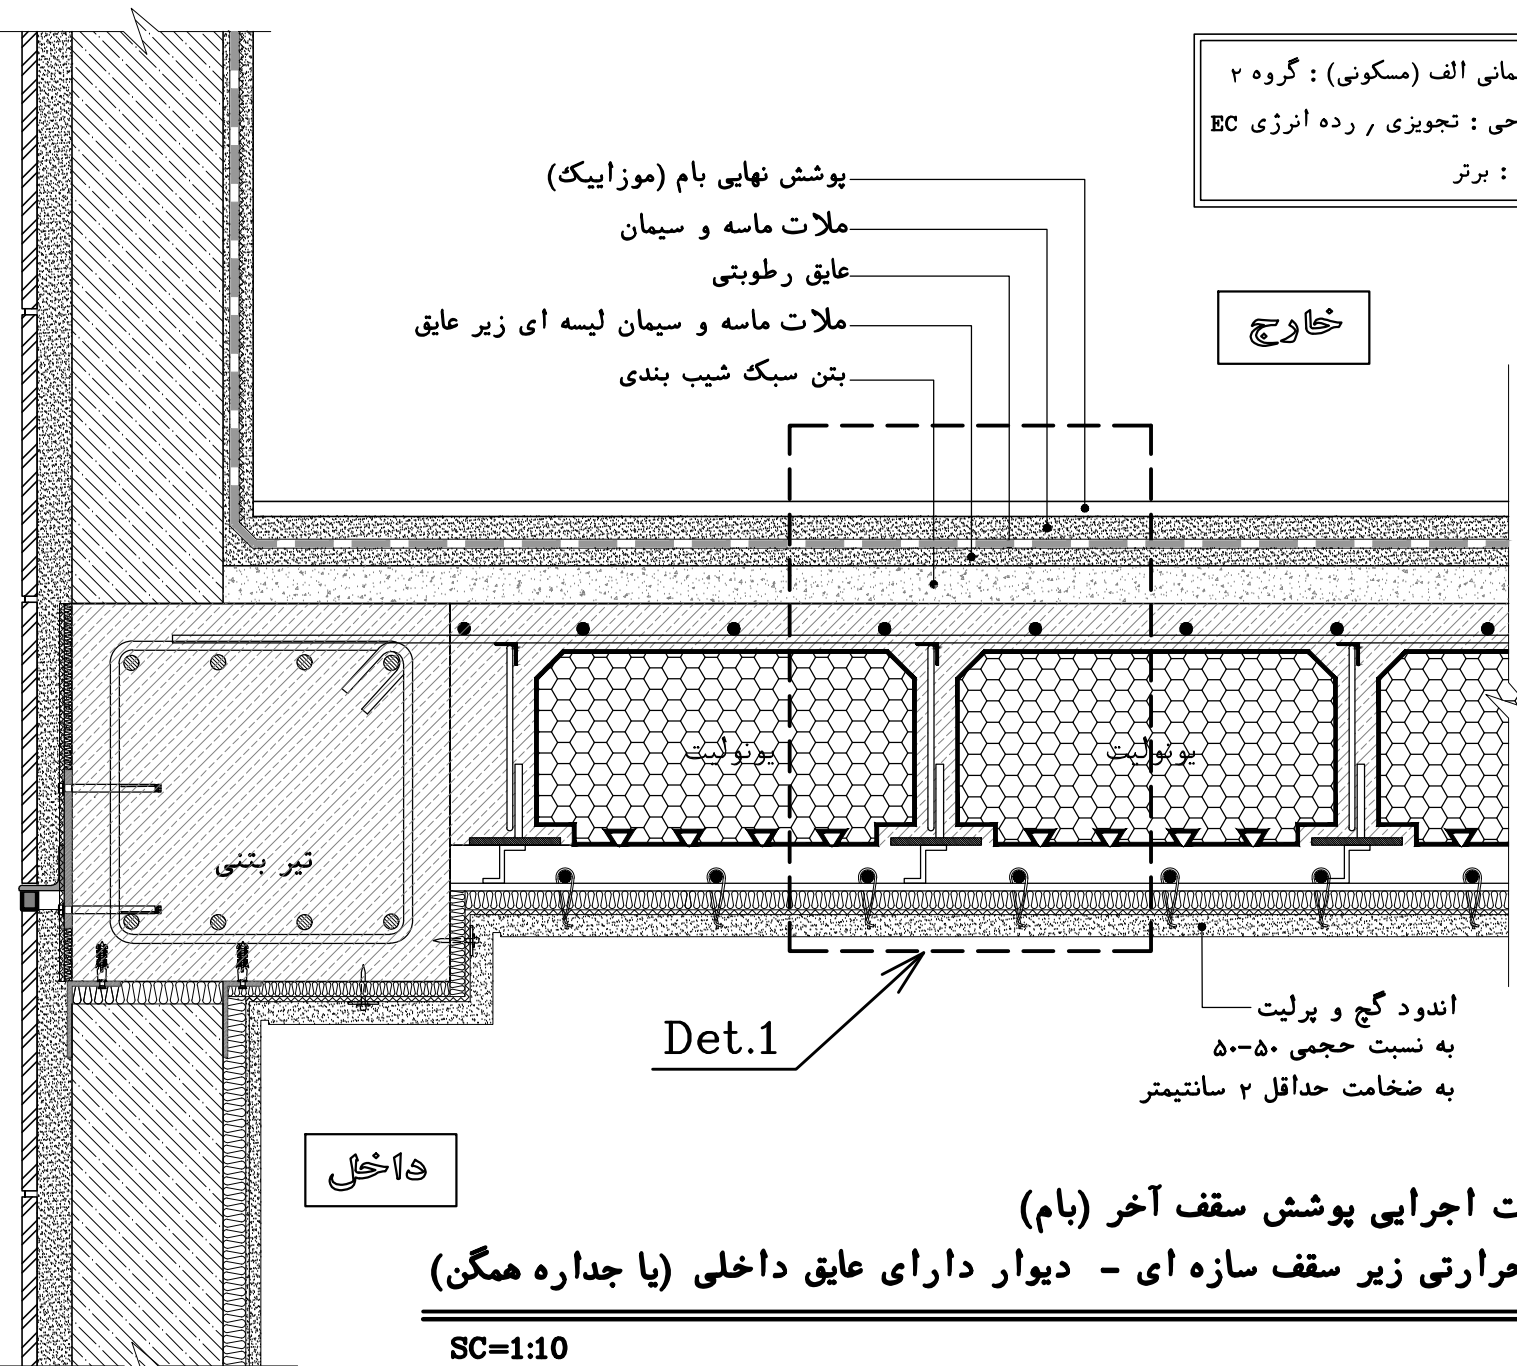 الف (مسکونی) : گروه ۲
: تجویزی , رده انرژی EC
: برتر
پوشش نهایی بام (موزاییک)
ملات ماسه و سیمان
عایق رطوبتی
ملات ماسه و سیمان لیسه ای زیر عایق
بتن سبک شیب بندی
خارج
یونولیت
یونولیت
تیر بتنی
اندود گچ و پرلیت
به نسبت حجمی ۵۰-۵۰
به ضخامت حداقل ۲ سانتیمتر
Det.1
داخل
اجرایی پوشش سقف آخر (بام)
حرارتی زیر سقف سازه ای - دیوار دارای عایق داخلی (یا جداره همگن)
SC=1:10